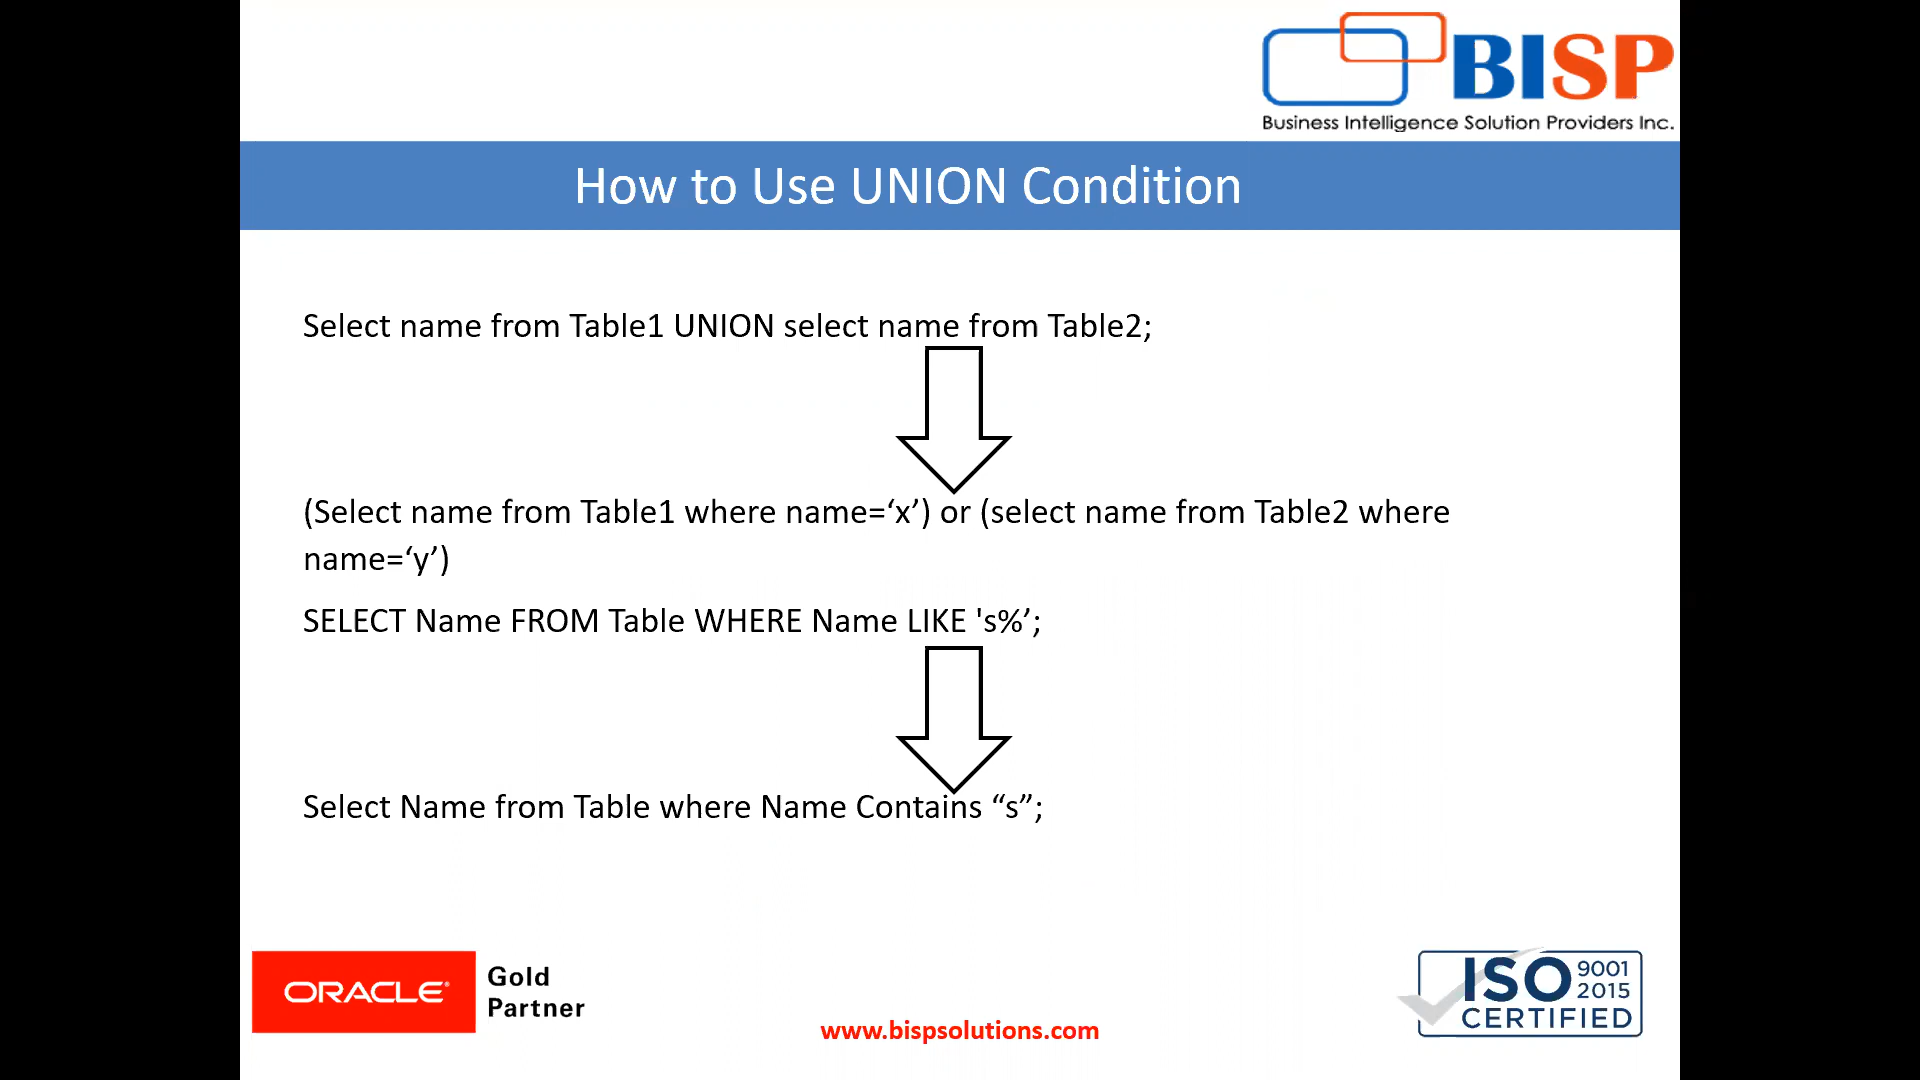 BISP
Business Intelligence Solution Providers Inc.
How to Use UNION Condition
Select name from Table1 UNION select name from Table2;
(Select name from Table1 where name=‘x’) or (select name from Table2 where
name=‘y’)
SELECT Name FROM Table WHERE Name LIKE 's%’;
Select Name from Table where Name Contains “s”;
ORACLE®
Gold
Partner
www.bispsolutions.com
ISO 9001
2015
CERTIFIED